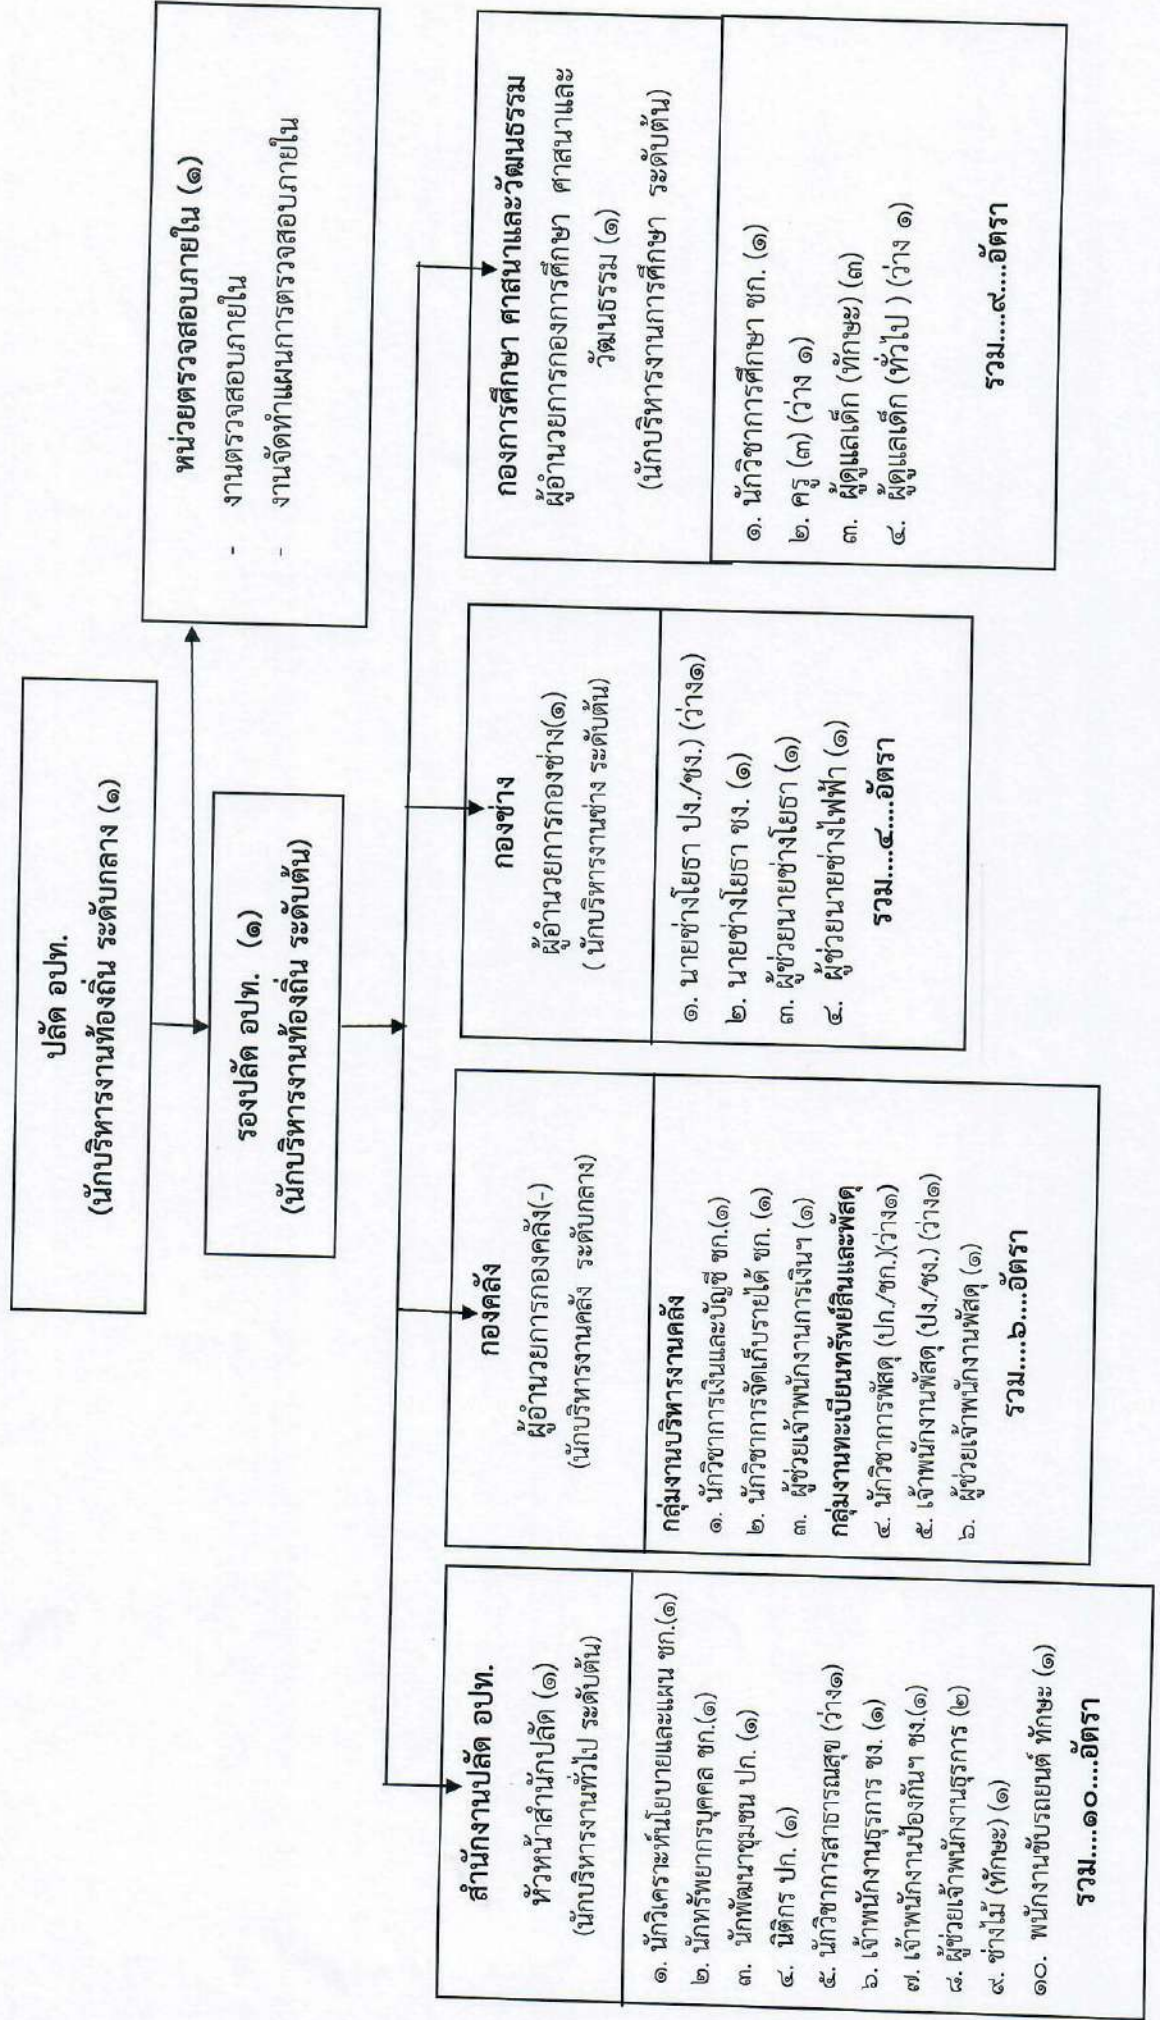 ปลัด อปท.
(นักบริหารงานท้องถิ่น ระดับกลาง (๑)
รองปลัด อปท. (๑)
(นักบริหารงานท้องถิ่น ระดับต้น)
หน่วยตรวจสอบภายใน (๑)
- งานตรวจสอบภายใน
- งานจัดทำแผนการตรวจสอบภายใน
สำนักงานปลัด อปท.
หัวหน้าสำนักปลัด (๑)
(นักบริหารงานทั่วไป ระดับต้น)
๑. นักวิเคราะห์นโยบายและแผน ชก.(๑)
๒. นักทรัพยากรบุคคล ชก.(๑)
๓. นักพัฒนาชุมชน ปก. (๑)
๔. นิติกร ปก. (๑)
๕. นักวิชาการสาธารณสุข (ว่าง๑)
๖. เจ้าพนักงานธุรการ ชง. (๑)
๗. เจ้าพนักงานป้องกันฯ ชง.(๑)
๘. ผู้ช่วยเจ้าพนักงานธุรการ (๒)
๙. ช่างไม้ (ทักษะ) (๑)
๑๐. พนักงานขับรถยนต์ ทักษะ (๑)
รวม....๑๐....อัตรา
กองคลัง
ผู้อำนวยการกองคลัง(-)
(นักบริหารงานคลัง ระดับกลาง)
กลุ่มงานบริหารงานคลัง
๑. นักวิชาการเงินและบัญชี ชก.(๑)
๒. นักวิชาการจัดเก็บรายได้ ชก. (๑)
๓. ผู้ช่วยเจ้าพนักงานการเงินฯ (๑)
กลุ่มงานทะเบียนทรัพย์สินและพัสดุ
๔. นักวิชาการพัสดุ (ปก./ชก.)(ว่าง๑)
๕. เจ้าพนักงานพัสดุ (ปง./ชง.) (ว่าง๑)
๖. ผู้ช่วยเจ้าพนักงานพัสดุ (๑)
รวม....๖....อัตรา
กองช่าง
ผู้อำนวยการกองช่าง(๑)
( นักบริหารงานช่าง ระดับต้น)
๑. นายช่างโยธา ปง./ชง.) (ว่าง๑)
๒. นายช่างโยธา ชง. (๑)
๓. ผู้ช่วยนายช่างโยธา (๑)
๔. ผู้ช่วยนายช่างไฟฟ้า (๑)
รวม....๔....อัตรา
กองการศึกษา ศาสนาและวัฒนธรรม
ผู้อำนวยการกองการศึกษา ศาสนาและ
วัฒนธรรม (๑)
(นักบริหารงานการศึกษา ระดับต้น)
๑. นักวิชาการศึกษา ชก. (๑)
๒. ครู (๓) (ว่าง ๑)
๓. ผู้ดูแลเด็ก (ทักษะ) (๓)
๔. ผู้ดูแลเด็ก (ทั่วไป ) (ว่าง ๑)
รวม....๙....อัตรา